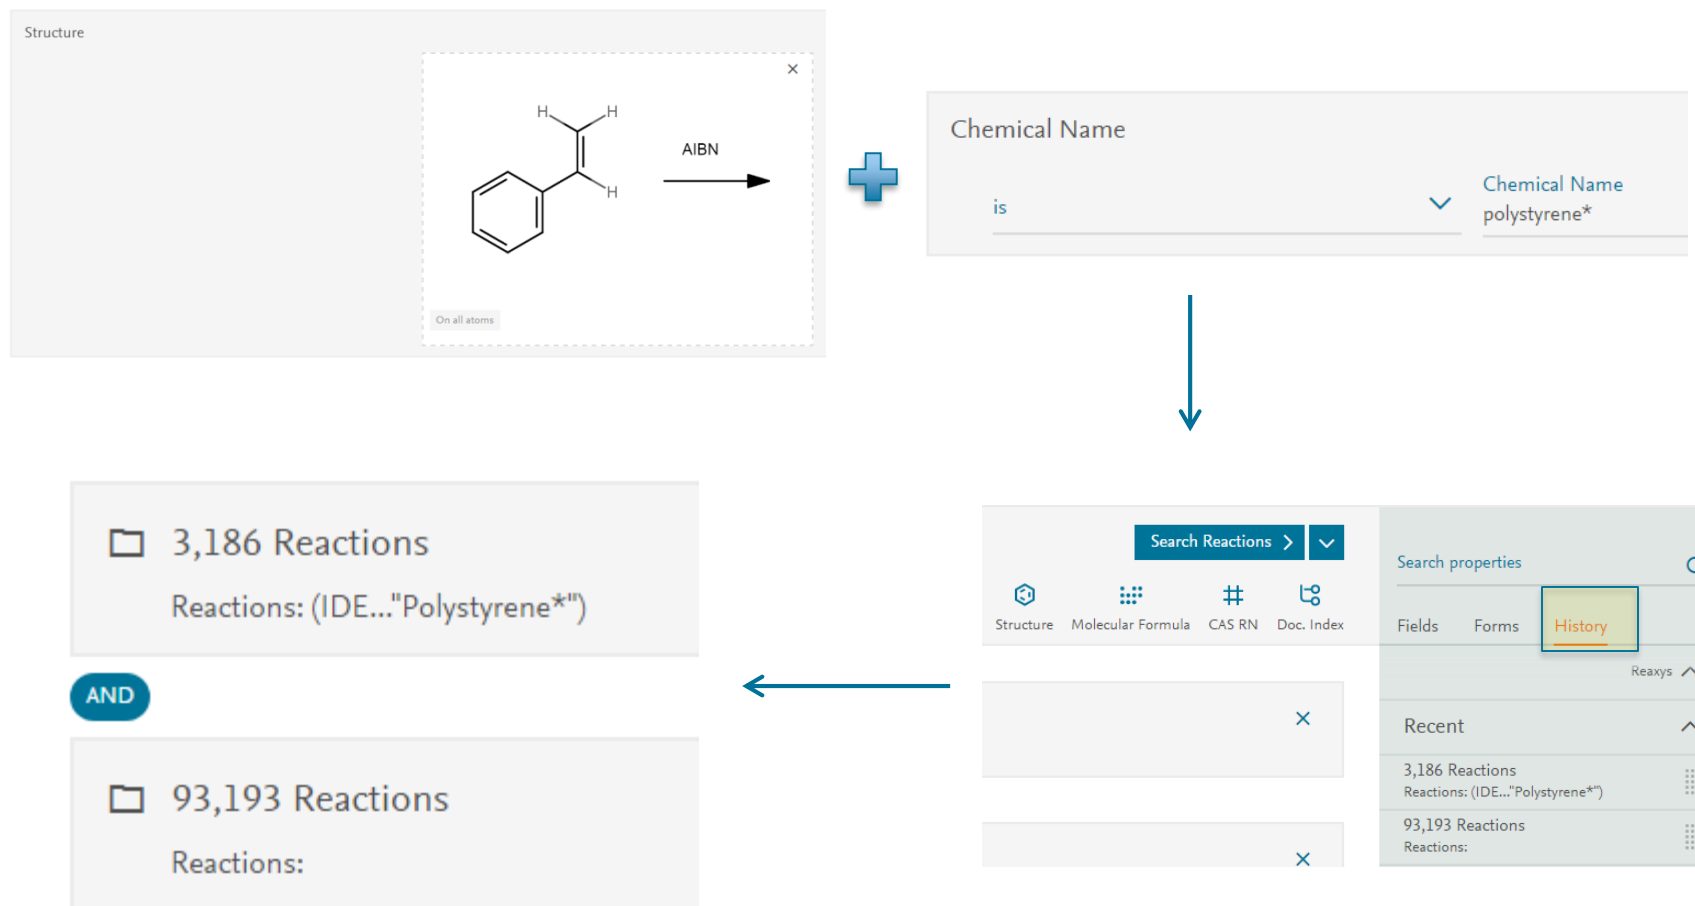 Structure
H
H
H
AIBN
On all atoms
Chemical Name
is
Chemical Name
polystyrene*
Search Reactions
Structure
Molecular Formula
CAS RN
Doc. Index
Search properties
Fields
Forms
History
Reaxys
Recent
3,186 Reactions
Reactions: (IDE..."Polystyrene*")
93,193 Reactions
Reactions:
3,186 Reactions
Reactions: (IDE..."Polystyrene*")
AND
93,193 Reactions
Reactions: